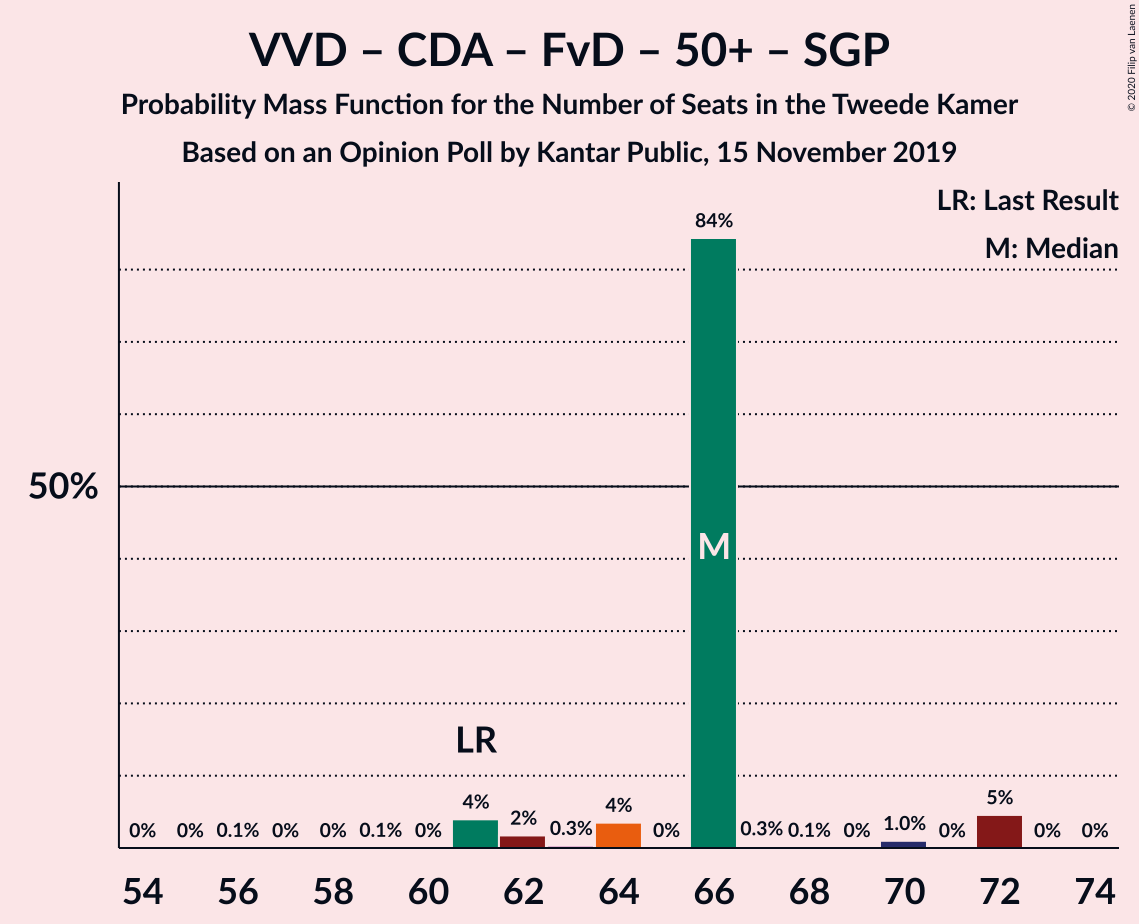 VVD – CDA – FvD – 50+ – SGP
Probability Mass Function for the Number of Seats in the Tweede Kamer
Based on an Opinion Poll by Kantar Public, 15 November 2019
© 2020 Filip van Laenen
LR: Last Result
M: Median
84%
50%
M
LR
0% 0% 0.1% 0% 0% 0.1% 0% 4% 2% 0.3% 4% 0% 0.3% 0.1% 0% 1.0% 0% 5% 0% 0%
54 56 58 60 62 64 66 68 70 72 74